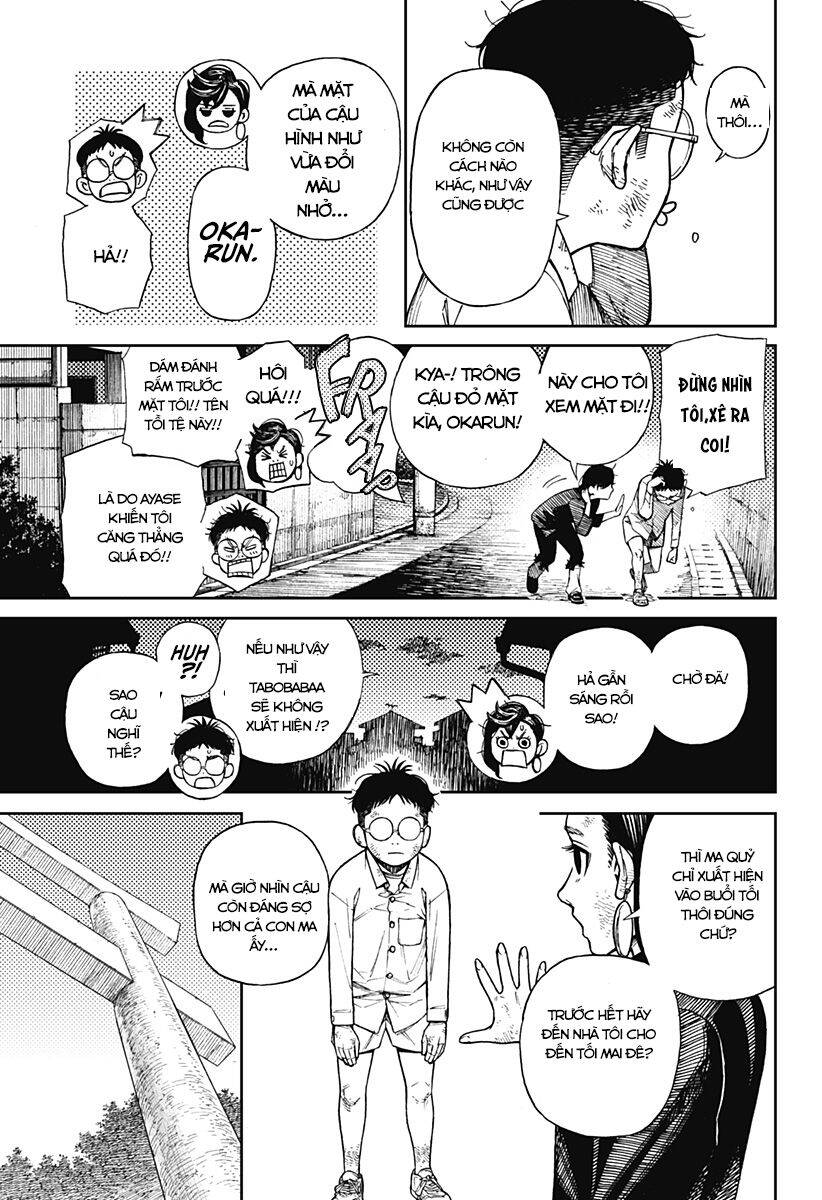 MÀ
THÔI...
KHÔNG CÒN
CÁCH NÀO
KHÁC, NHƯ VẬY
CŨNG ĐƯỢC
MÀ MẶT
CỦA CẬU
HÌNH NHƯ
VỪA ĐỔI
MÀU
NHỞ...
OKA-
RUN.
HẢ!!
ĐỪNG NHÌN
TÔI,XÊ RA
COI!
NÀY CHO TÔI
XEM MẶT ĐI!!
KYA-! TRÔNG
CẬU ĐỎ MẶT
KÌA, OKARUN!
FRAAP
HÔI
QUÁ!!!
DÁM ĐÁNH
RẮM TRƯỚC
MẶT TÔI!! TÊN
TỒI TỆ NÀY!!
LÀ DO AYASE
KHIẾN TÔI
CĂNG THẲNG
QUÁ ĐÓ!!
CHỜ ĐÃ!
HẢ GẦN
SÁNG RỒI
SAO!
NẾU NHƯ VẬY
THÌ
TABOBABAA
SẼ KHÔNG
XUẤT HIỆN !?
HUH
?!
SAO
CẬU
NGHĨ
THẾ?
THÌ MA QUỶ
CHỈ XUẤT HIỆN
VÀO BUỔI TỐI
THÔI ĐÚNG
CHỨ?
TRƯỚC HẾT HÃY
ĐẾN NHÀ TÔI CHO
ĐẾN TỐI MAI ĐÊ?
MÀ GIỜ NHÌN CẬU
CÒN ĐÁNG SỢ
HƠN CẢ CON MA
ẤY...